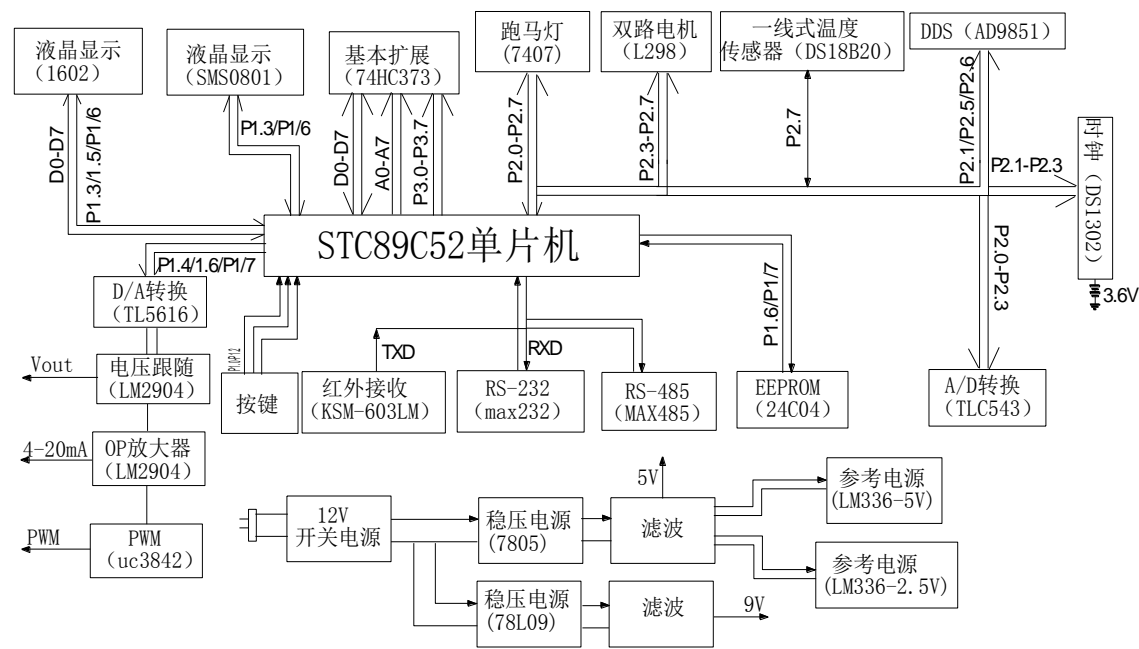 液晶显示
(1602)
液晶显示
(SMS0801)
基本扩展
(74HC373)
跑马灯
(7407)
双路电机
(L298)
一线式温度
传感器(DS18B20)
DDS(AD9851)
时钟(DS1302)
D0-D7
P1.3/1.5/P1/6
P1.3/P1/6
D0-D7
A0-A7
P3.0-P3.7
P2.0-P2.7
P2.3-P2.7
P2.7
P2.1/P2.5/P2.6
P2.1-P2.3
STC89C52单片机
P1.4/1.6/P1/7
P2.0-P2.3
3.6V
D/A转换
(TL5616)
P1.6/P1/7
TXD
RXD
Vout
电压跟随
(LM2904)
按键
红外接收
(KSM-603LM)
RS-232
(max232)
RS-485
(MAX485)
EEPROM
(24C04)
A/D转换
(TLC543)
4-20mA
OP放大器
(LM2904)
PWM
PWM
(uc3842)
12V
开关电源
稳压电源
(7805)
5V
滤波
参考电源
(LM336-5V)
参考电源
(LM336-2.5V)
稳压电源
(78L09)
滤波
9V